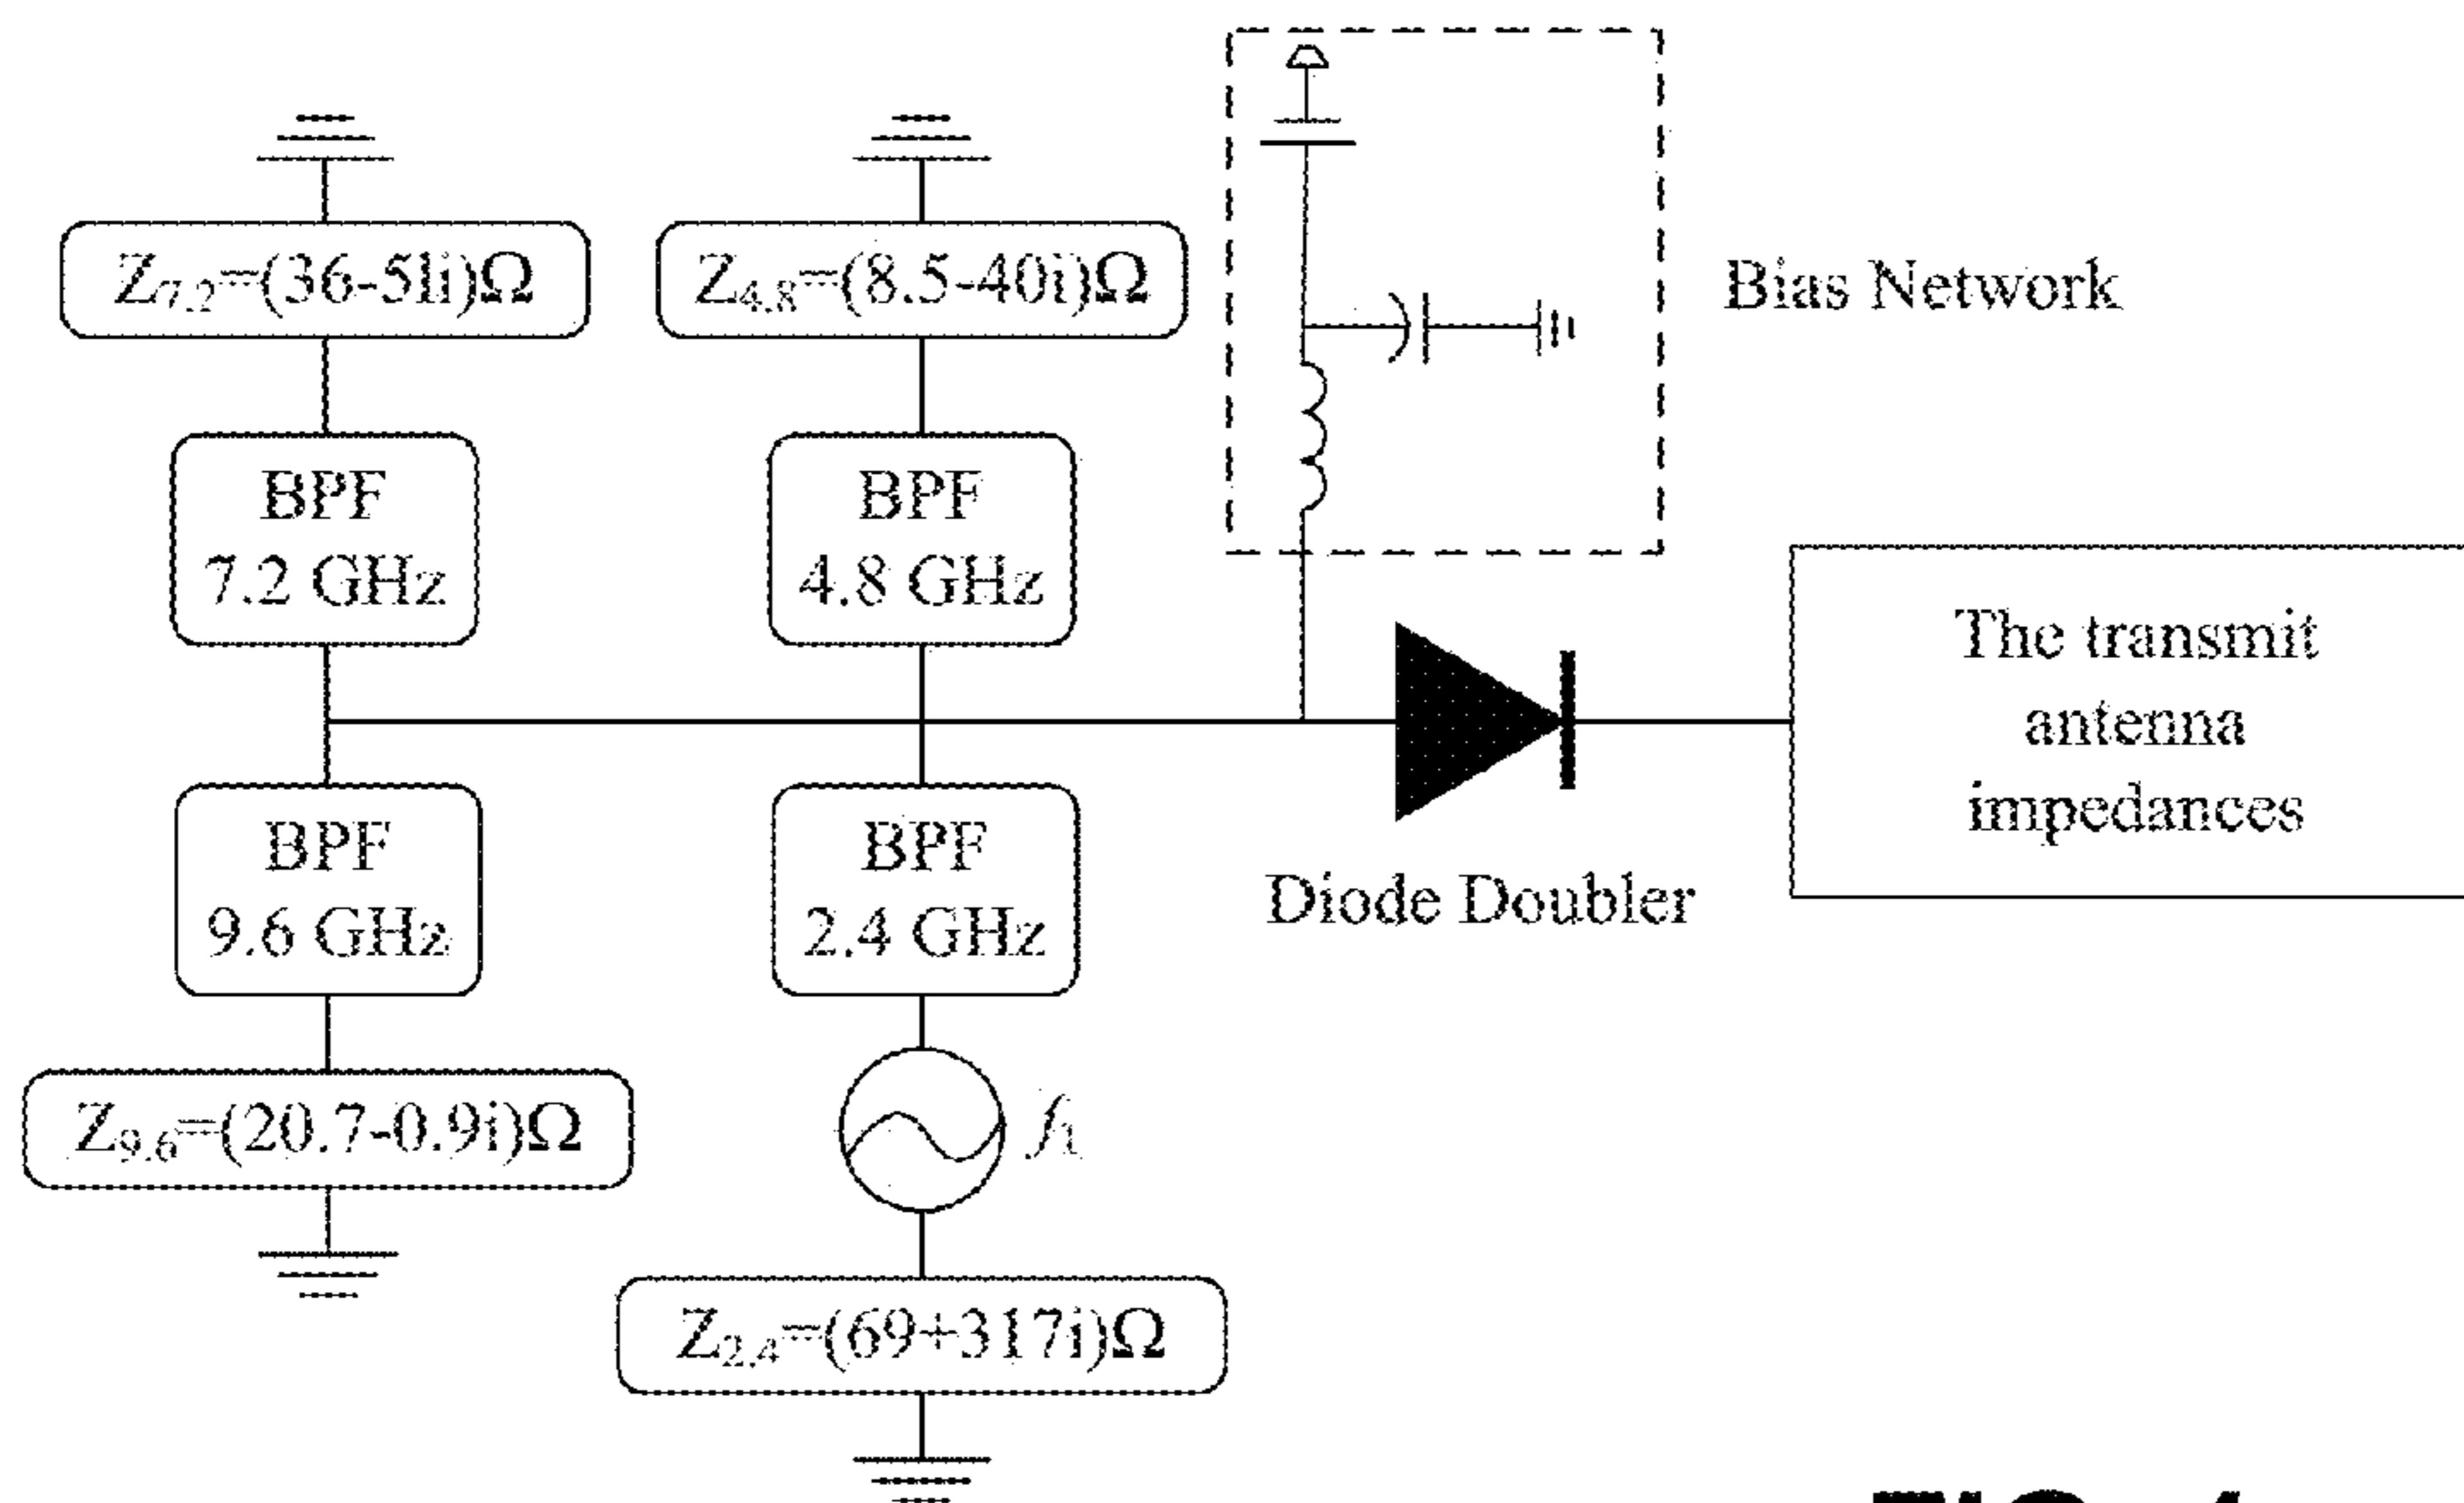 Z7.2=(36-51i)Ω
Z4.8=(8.5-40i)Ω
Bias Network
BPF
7.2 GHz
BPF
4.8 GHz
The transmit
antenna
impedances
BPF
9.6 GHz
BPF
2.4 GHz
Diode Doubler
Z9.6=(20.7-0.9i)Ω
f1
Z2.4=(69+317i)Ω